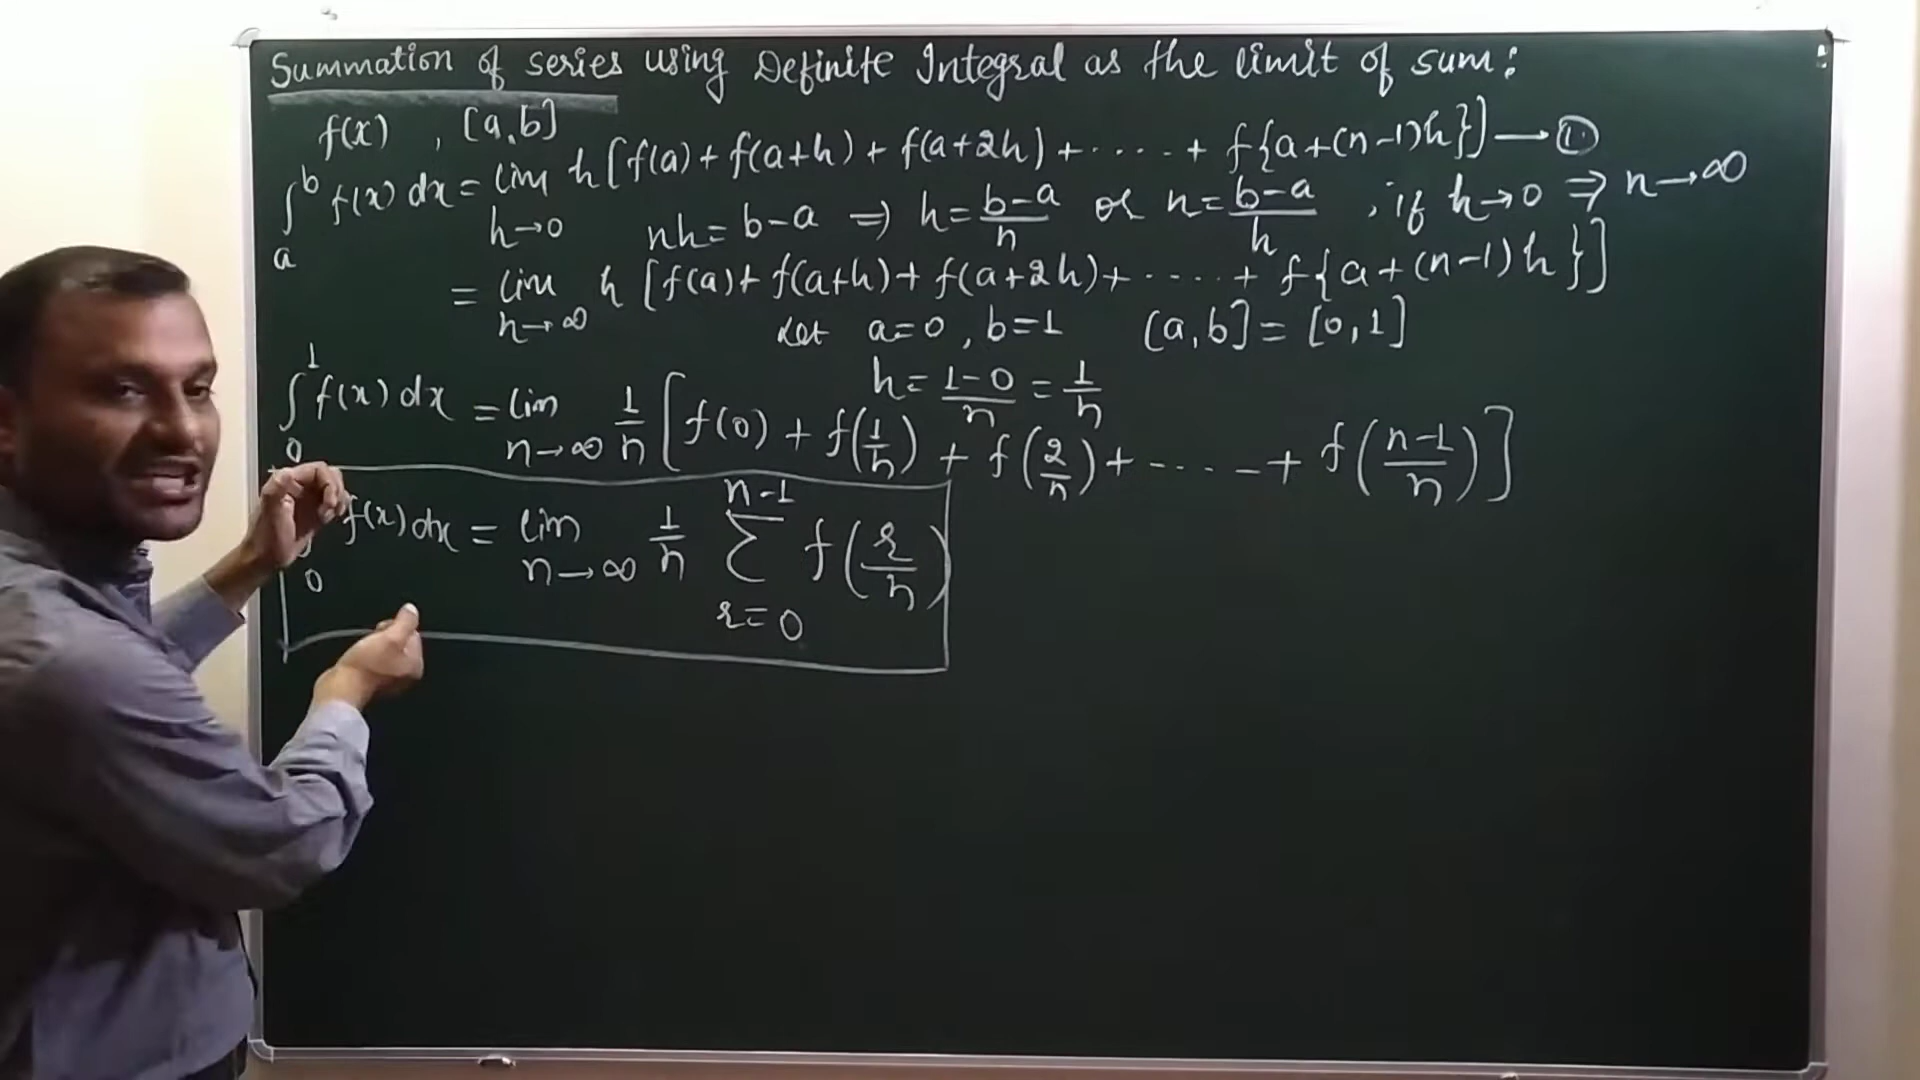 Summation of series using Definite Integral as the limit of sum:
f(x) , [a,b]
∫_a^b f(x) dx = lim_{h→0} h [f(a) + f(a+h) + f(a+2h) + ..... + f{a+(n-1)h}] — ①
nh = b-a ⇒ h = (b-a)/n or n = (b-a)/h ; if h→0 ⇒ n→∞
= lim_{n→∞} h [f(a) + f(a+h) + f(a+2h) + ..... + f{a+(n-1)h}]
Let a=0, b=1 [a,b] = [0,1]
h = (1-0)/n = 1/n
∫_0^1 f(x) dx = lim_{n→∞} 1/n [f(0) + f(1/n) + f(2/n) + ..... + f((n-1)/n)]
f(x) dx = lim_{n→∞} 1/n ∑_{r=0}^{n-1} f(r/n)